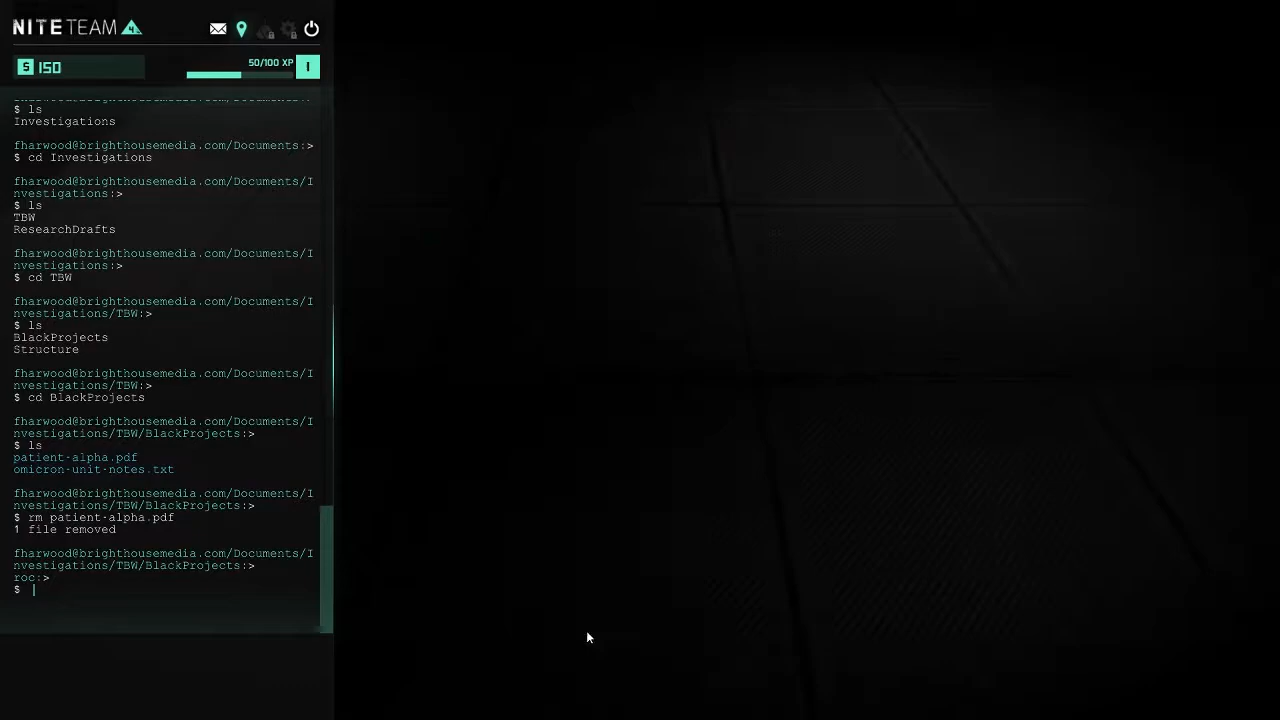 NITE TEAM 4
S 150
50/100 XP
1
$ ls
Investigations
fharwood@brighthousemedia.com/Documents:>
$ cd Investigations
fharwood@brighthousemedia.com/Documents/I
nvestigations:>
$ ls
TBW
ResearchDrafts
fharwood@brighthousemedia.com/Documents/I
nvestigations:>
$ cd TBW
fharwood@brighthousemedia.com/Documents/I
nvestigations/TBW:>
$ ls
BlackProjects
Structure
fharwood@brighthousemedia.com/Documents/I
nvestigations/TBW:>
$ cd BlackProjects
fharwood@brighthousemedia.com/Documents/I
nvestigations/TBW/BlackProjects:>
$ ls
patient-alpha.pdf
omicron-unit-notes.txt
fharwood@brighthousemedia.com/Documents/I
nvestigations/TBW/BlackProjects:>
$ rm patient-alpha.pdf
1 file removed
fharwood@brighthousemedia.com/Documents/I
nvestigations/TBW/BlackProjects:>
roc:>
$